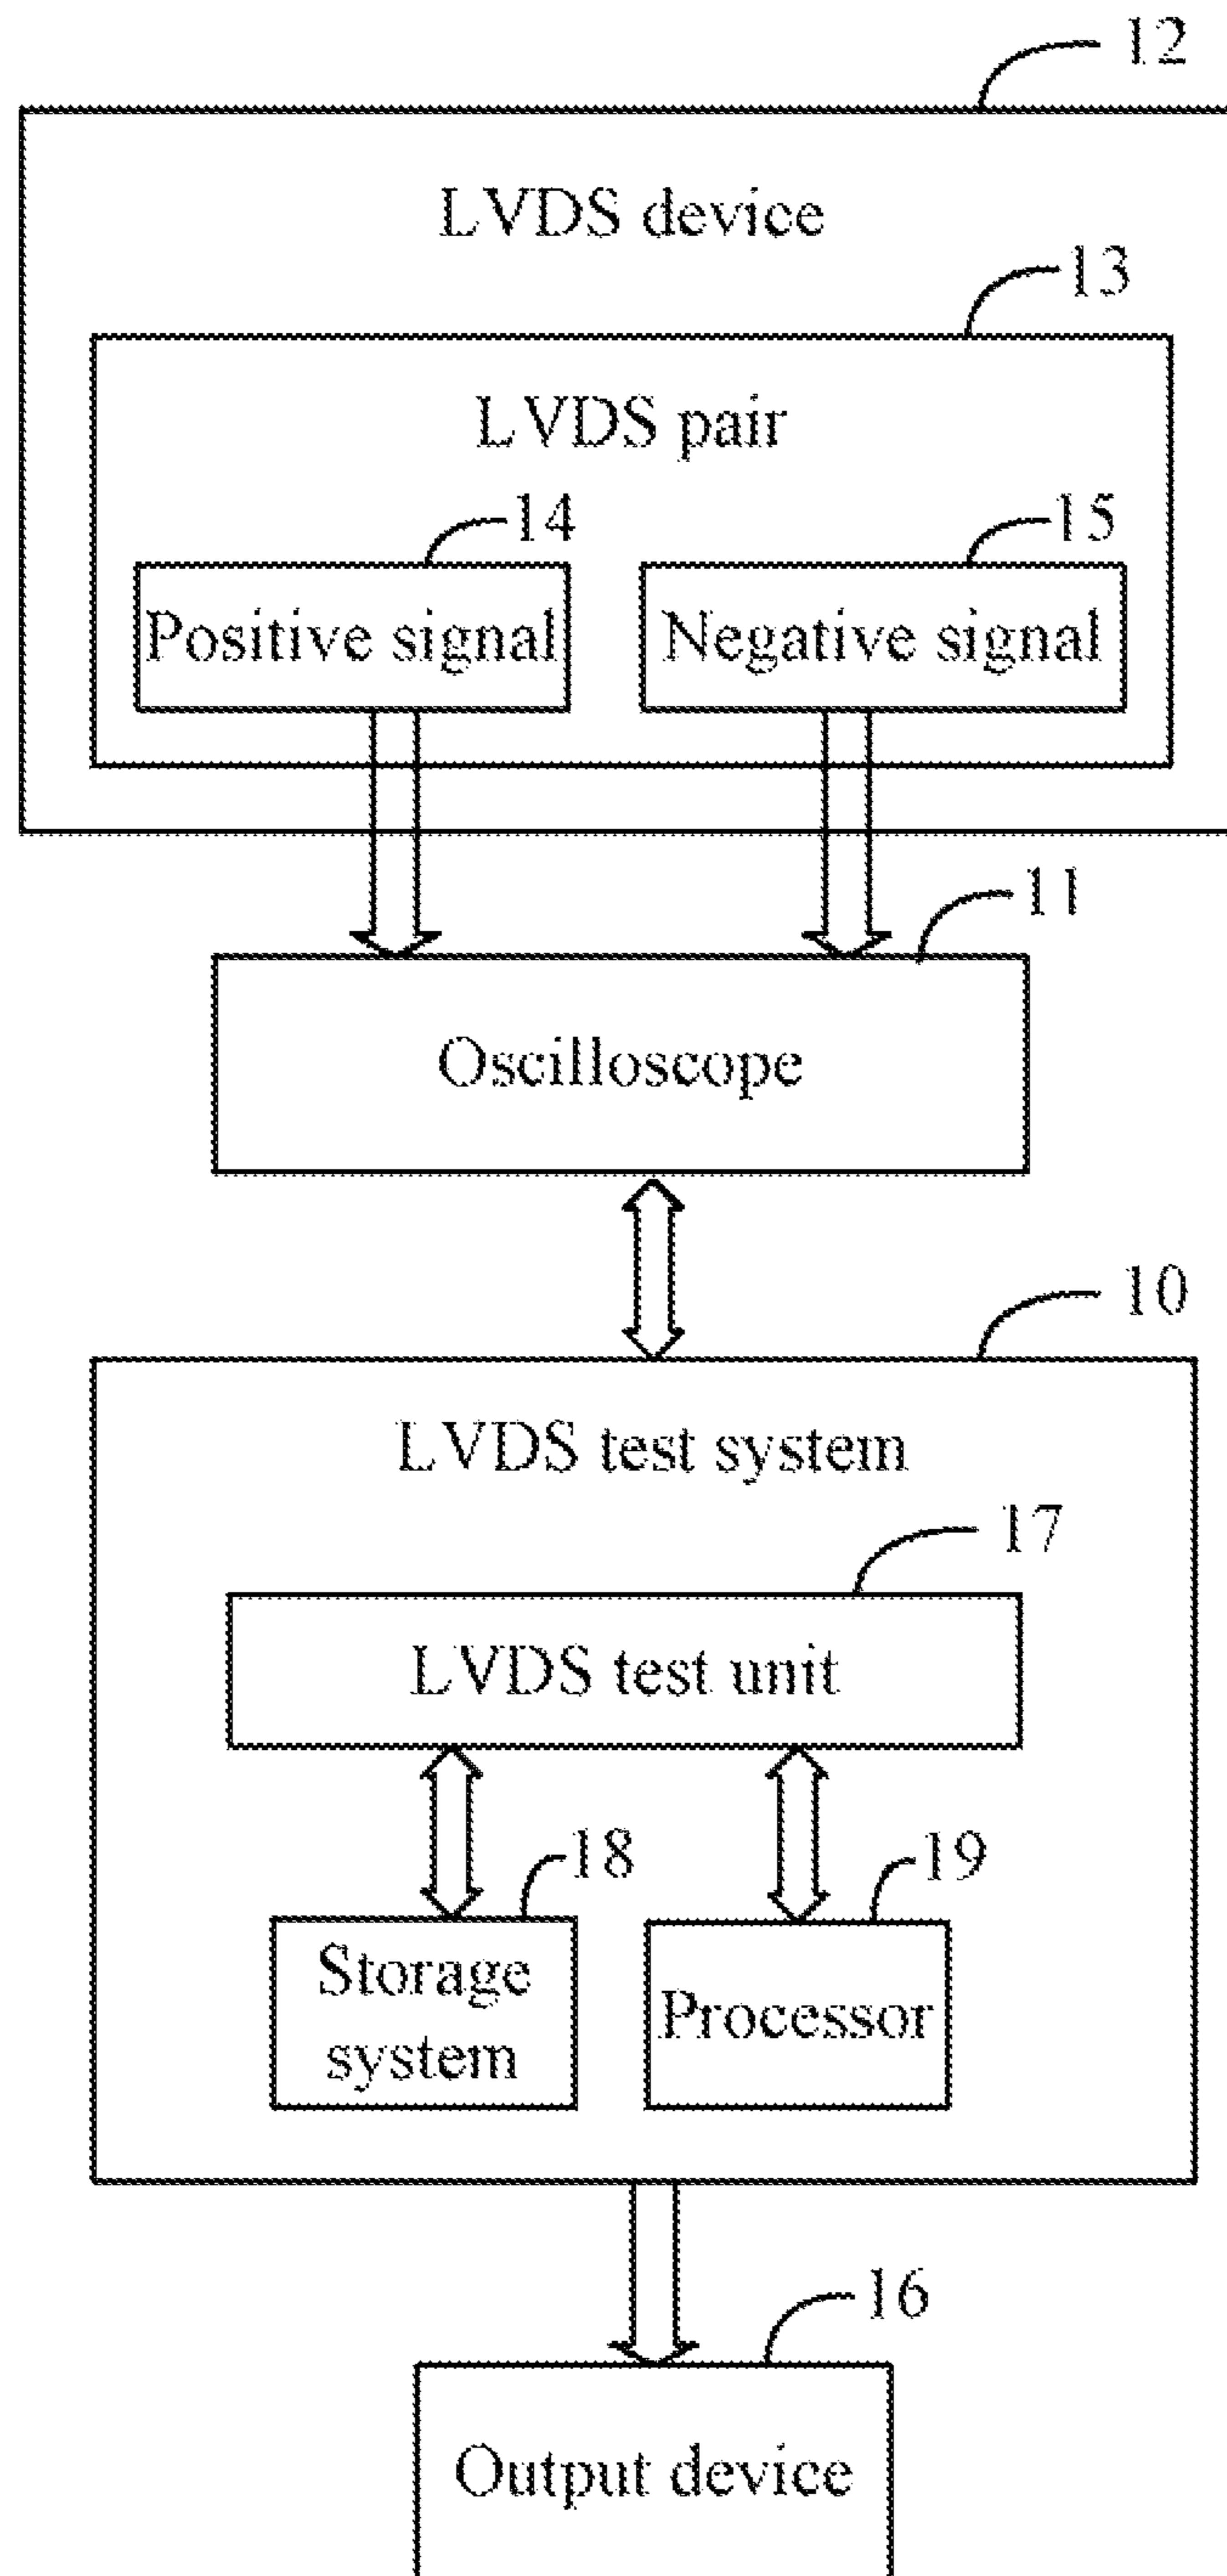 12
LVDS device
13
LVDS pair
14
15
Positive signal
Negative signal
11
Oscilloscope
10
LVDS test system
17
LVDS test unit
18
19
Storage
system
Processor
16
Output device